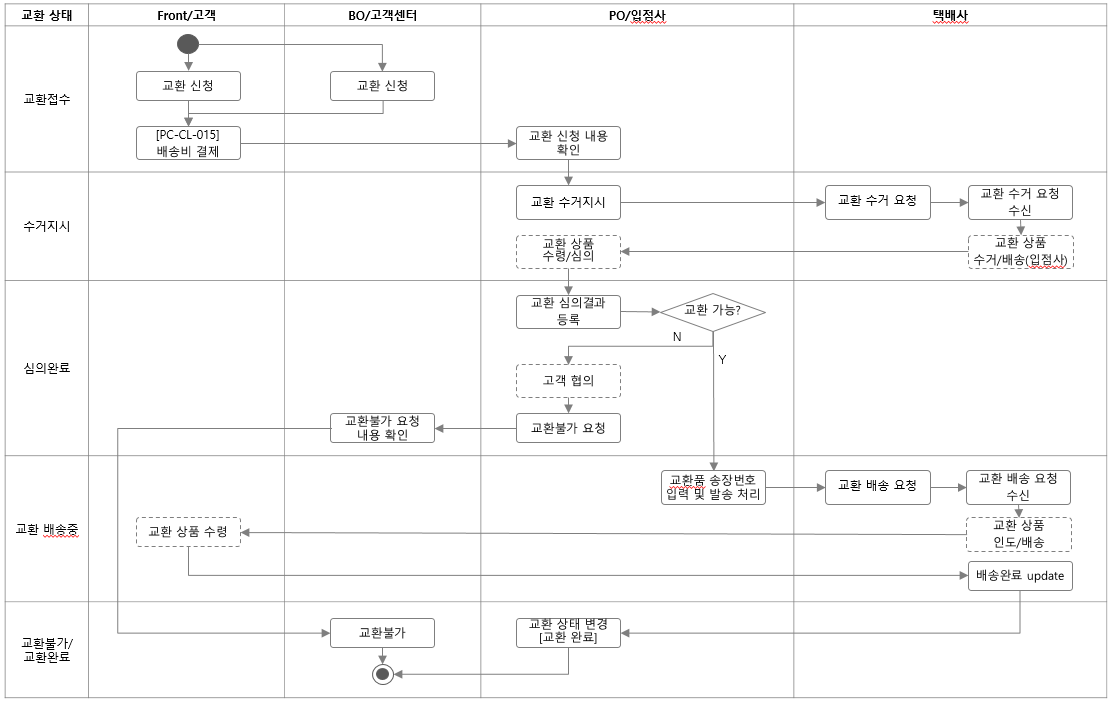 교환 상태
Front/고객
BO/고객센터
PO/입점사
택배사
교환접수
교환 신청
교환 신청
[PC-CL-015]
배송비 결제
교환 신청 내용
확인
수거지시
교환 수거지시
교환 수거 요청
교환 수거 요청
수신
교환 상품
수령/심의
교환 상품
수거/배송(입점사)
심의완료
교환 심의결과
등록
교환 가능?
N
Y
고객 협의
교환불가 요청
내용 확인
교환불가 요청
교환 배송중
교환품 송장번호
입력 및 발송 처리
교환 배송 요청
교환 배송 요청
수신
교환 상품 수령
교환 상품
인도/배송
배송완료 update
교환불가/
교환완료
교환불가
교환 상태 변경
[교환 완료]